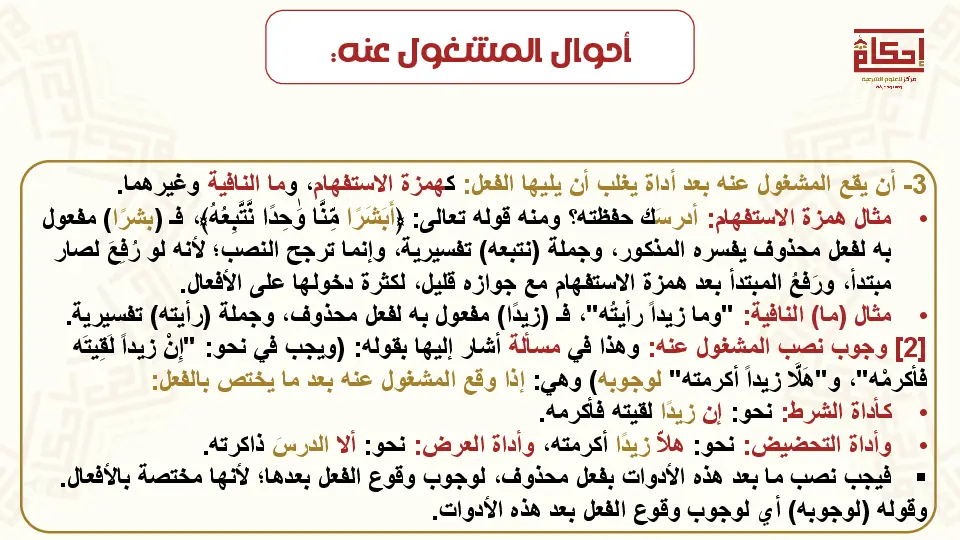 أحوال المشغول عنه:
إحكام
مركز للعلوم الشرعية
3- أن يقع المشغول عنه بعد أداة يغلب أن يليها الفعل: كهمزة الاستفهام، وما النافية وغيرهما.
• مثال همزة الاستفهام: أدرسَك حفظته؟ ومنه قوله تعالى: ﴿أَبَشَرًا مِّنَّا وَٰحِدًا نَّتَّبِعُهُ﴾، فـ (بشرًا) مفعول
به لفعل محذوف يفسره المذكور، وجملة (نتبعه) تفسيرية، وإنما ترجح النصب؛ لأنه لو رُفِعَ لصار
مبتدأ، ورَفعُ المبتدأ بعد همزة الاستفهام مع جوازه قليل، لكثرة دخولها على الأفعال.
• مثال (ما) النافية: "وما زيداً رأيتُه"، فـ (زيدًا) مفعول به لفعل محذوف، وجملة (رأيته) تفسيرية.
[2] وجوب نصب المشغول عنه: وهذا في مسألة أشار إليها بقوله: (ويجب في نحو: "إنْ زيداً لقِيتَه
فأكرمْه"، و"هَلَّا زيداً أكرمته" لوجوبه) وهي: إذا وقع المشغول عنه بعد ما يختص بالفعل:
• كأداة الشرط: نحو: إن زيدًا لقيته فأكرمه.
• وأداة التحضيض: نحو: هلاّ زيدًا أكرمته، وأداة العرض: نحو: ألا الدرسَ ذاكرته.
▪ فيجب نصب ما بعد هذه الأدوات بفعل محذوف، لوجوب وقوع الفعل بعدها؛ لأنها مختصة بالأفعال.
وقوله (لوجوبه) أي لوجوب وقوع الفعل بعد هذه الأدوات.